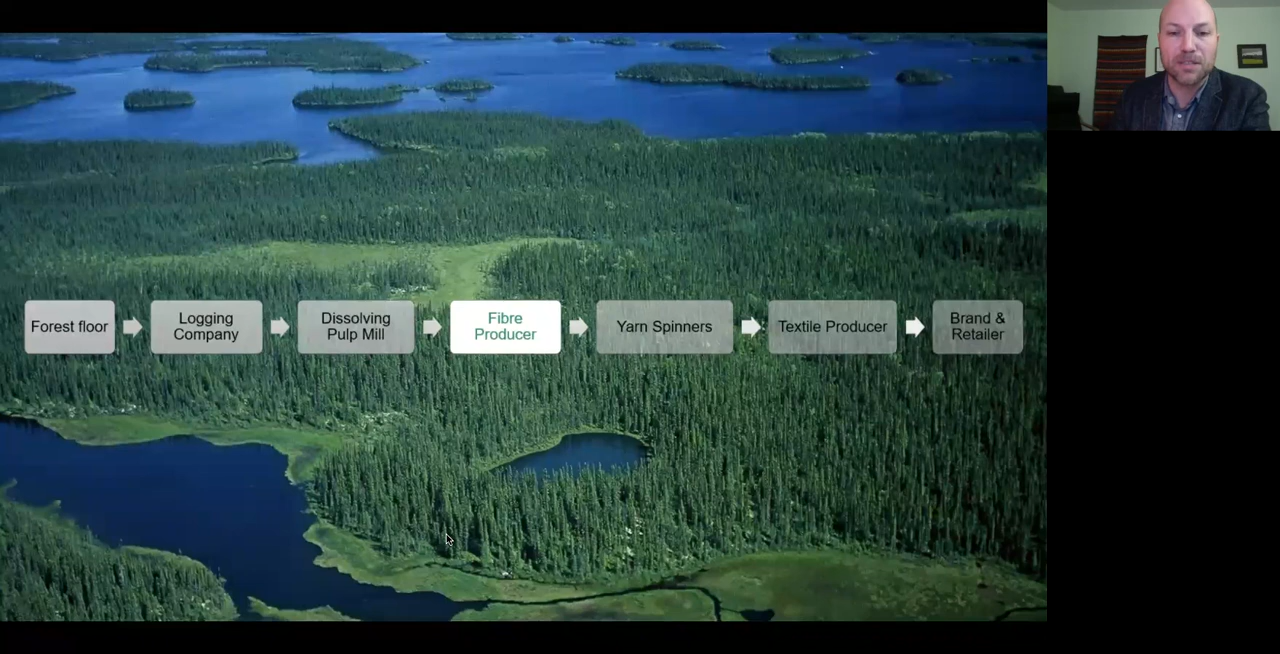 Forest floor
Logging
Company
Dissolving
Pulp Mill
Fibre
Producer
Yarn Spinners
Textile Producer
Brand &
Retailer